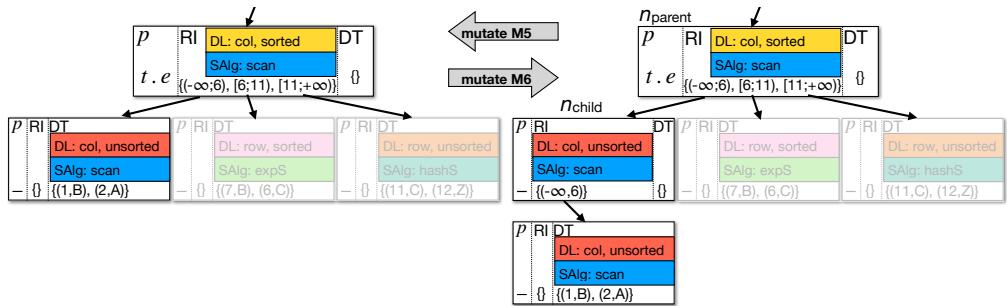 p RI DL: col, sorted DT
SAlg: scan
t.e {(-∞;6), [6;11), [11;+∞)} {}
p RI DT
DL: col, unsorted
SAlg: scan
– {} {(1,B), (2,A)}
DT
DL: row, sorted
SAlg: expS
– {} {(7,B), (6,C)}
p RI DT
DL: row, unsorted
SAlg: hashS
– {} {(11,C), (12,Z)}
mutate M5
mutate M6
nparent
p RI DL: col, sorted DT
SAlg: scan
t.e {(-∞;6), [6;11), [11;+∞)} {}
nchild
p RI DT
DL: col, unsorted
SAlg: scan
– {(-∞,6)} {}
p RI DT
DL: row, sorted
SAlg: expS
– {} {(7,B), (6,C)}
p RI DT
DL: row, unsorted
SAlg: hashS
– {} {(11,C), (12,Z)}
p RI DT
DL: col, unsorted
SAlg: scan
– {} {(1,B), (2,A)}